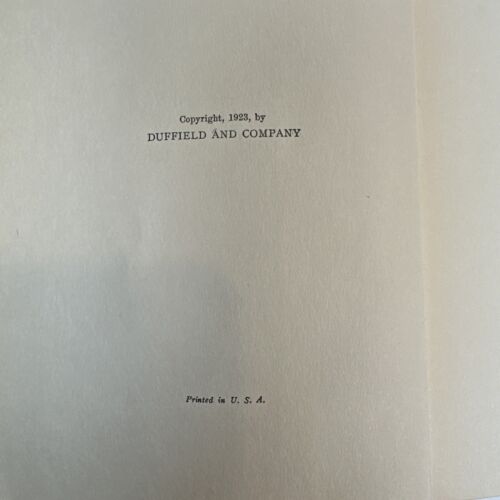 Copyright, 1923, by
DUFFIELD AND COMPANY
Printed in U. S. A.